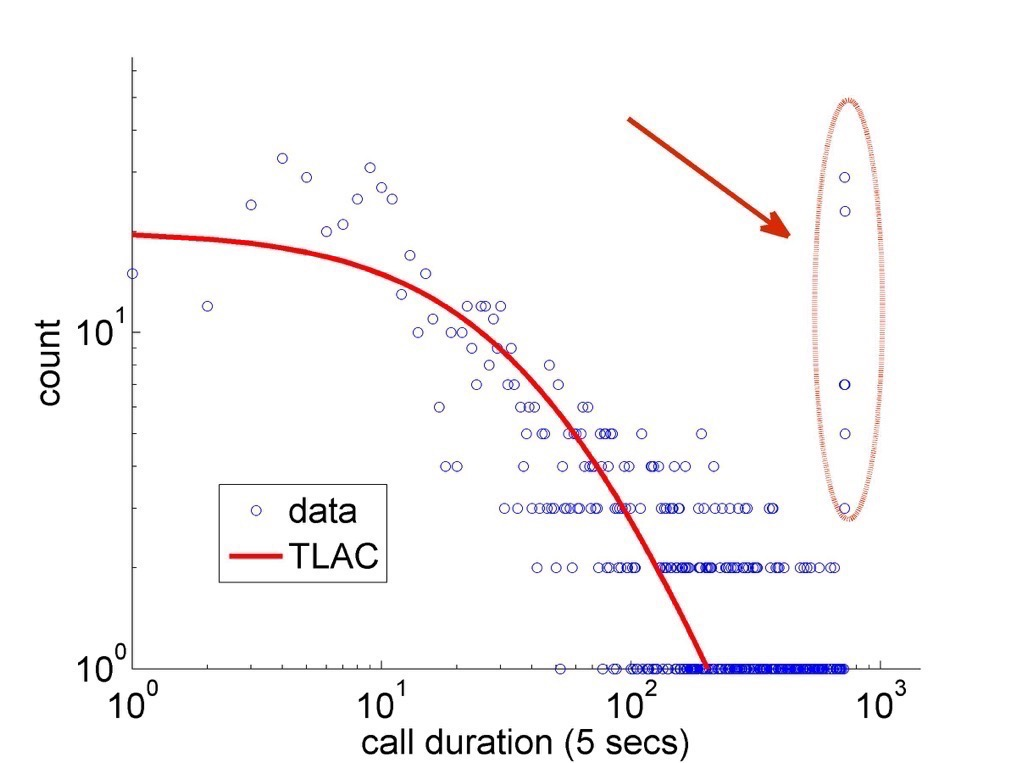 count
10^1
10^0
data
TLAC
10^0 10^1 10^2 10^3
call duration (5 secs)